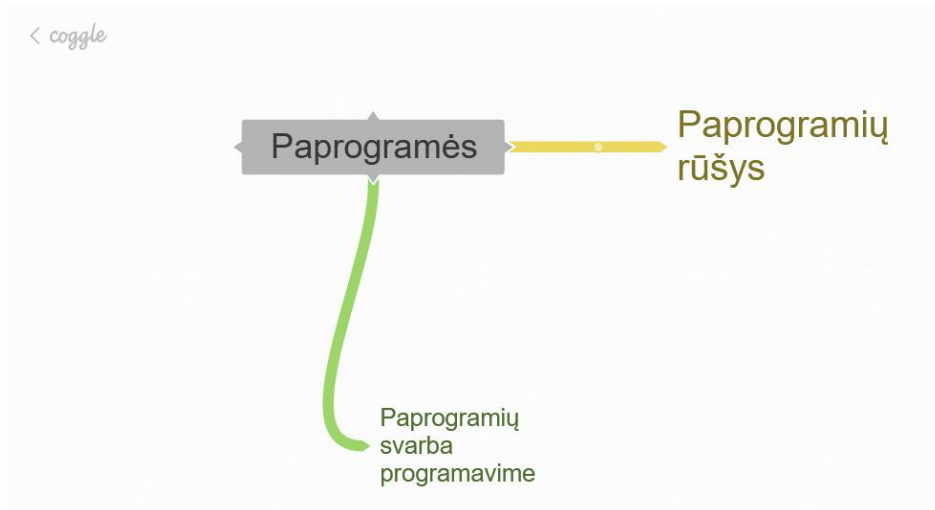 coggle
Paprogramės
Paprogramių
rūšys
Paprogramių
svarba
programavime